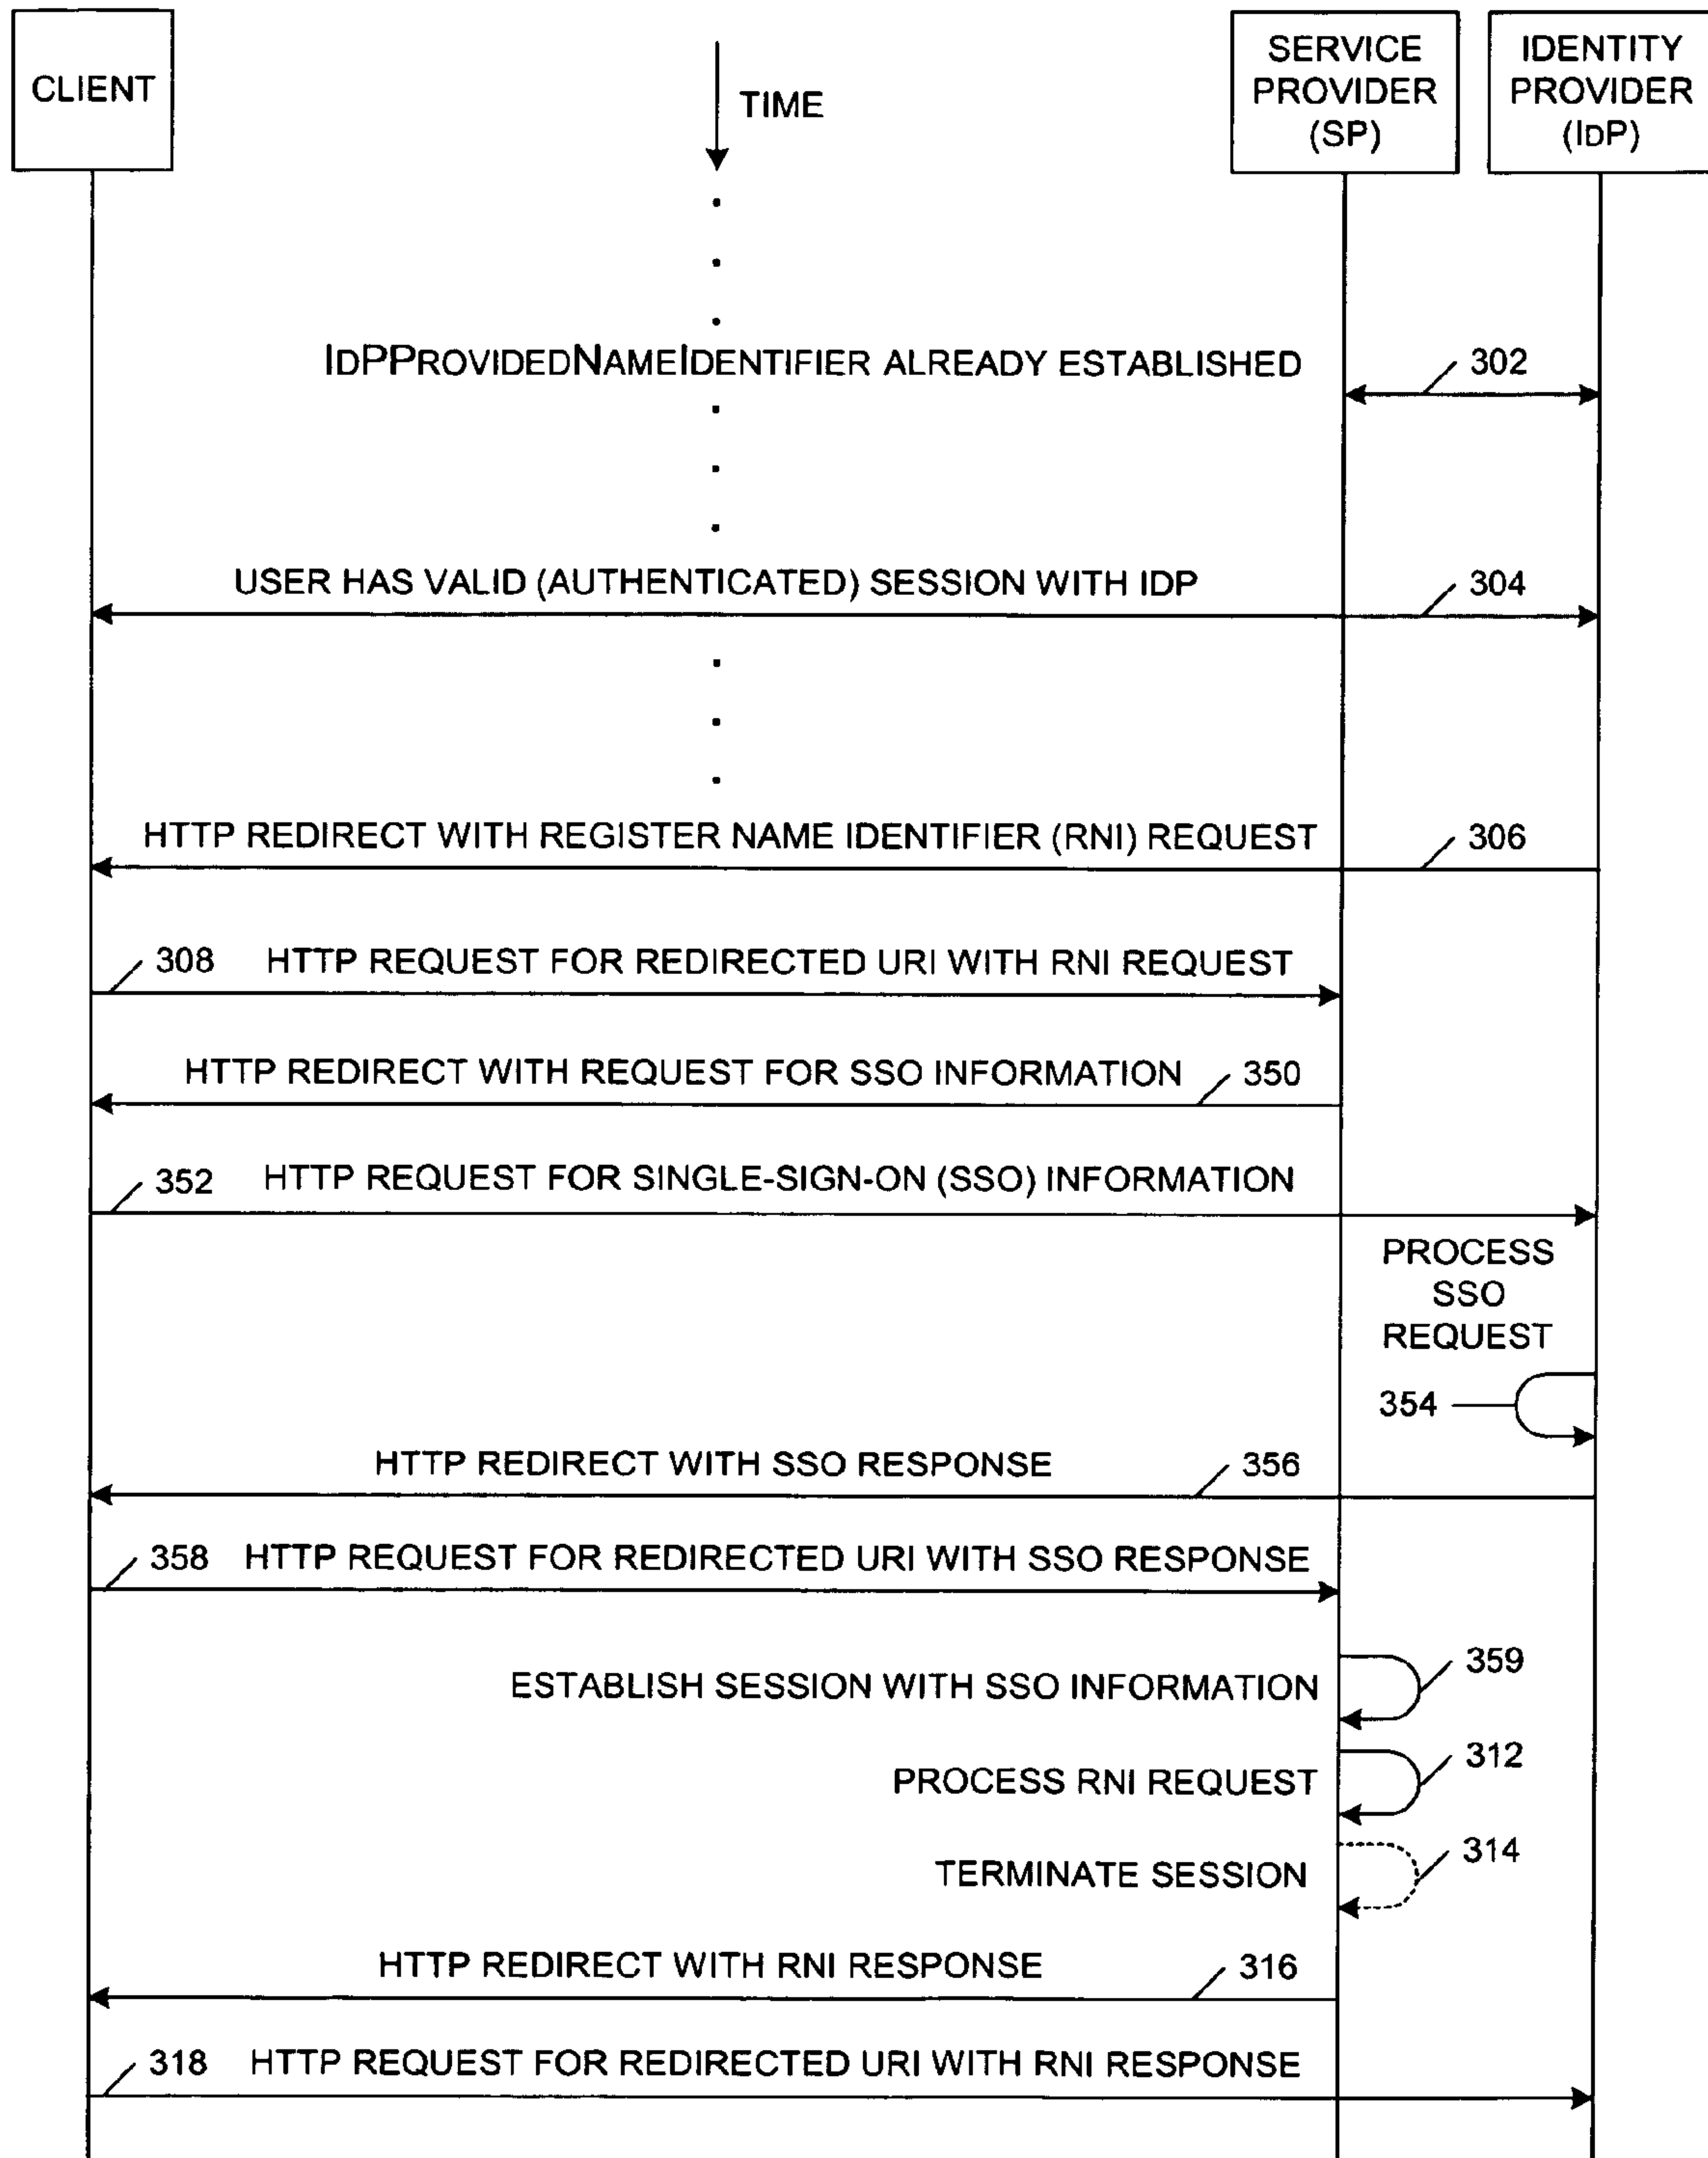 CLIENT
TIME
SERVICE
PROVIDER
(SP)
IDENTITY
PROVIDER
(IDP)
IDPPROVIDEDNAMEIDENTIFIER ALREADY ESTABLISHED
302
USER HAS VALID (AUTHENTICATED) SESSION WITH IDP
304
HTTP REDIRECT WITH REGISTER NAME IDENTIFIER (RNI) REQUEST
306
308 HTTP REQUEST FOR REDIRECTED URI WITH RNI REQUEST
HTTP REDIRECT WITH REQUEST FOR SSO INFORMATION
350
352 HTTP REQUEST FOR SINGLE-SIGN-ON (SSO) INFORMATION
PROCESS
SSO
REQUEST
354
HTTP REDIRECT WITH SSO RESPONSE
356
358 HTTP REQUEST FOR REDIRECTED URI WITH SSO RESPONSE
ESTABLISH SESSION WITH SSO INFORMATION
359
PROCESS RNI REQUEST
312
TERMINATE SESSION
314
HTTP REDIRECT WITH RNI RESPONSE
316
318 HTTP REQUEST FOR REDIRECTED URI WITH RNI RESPONSE